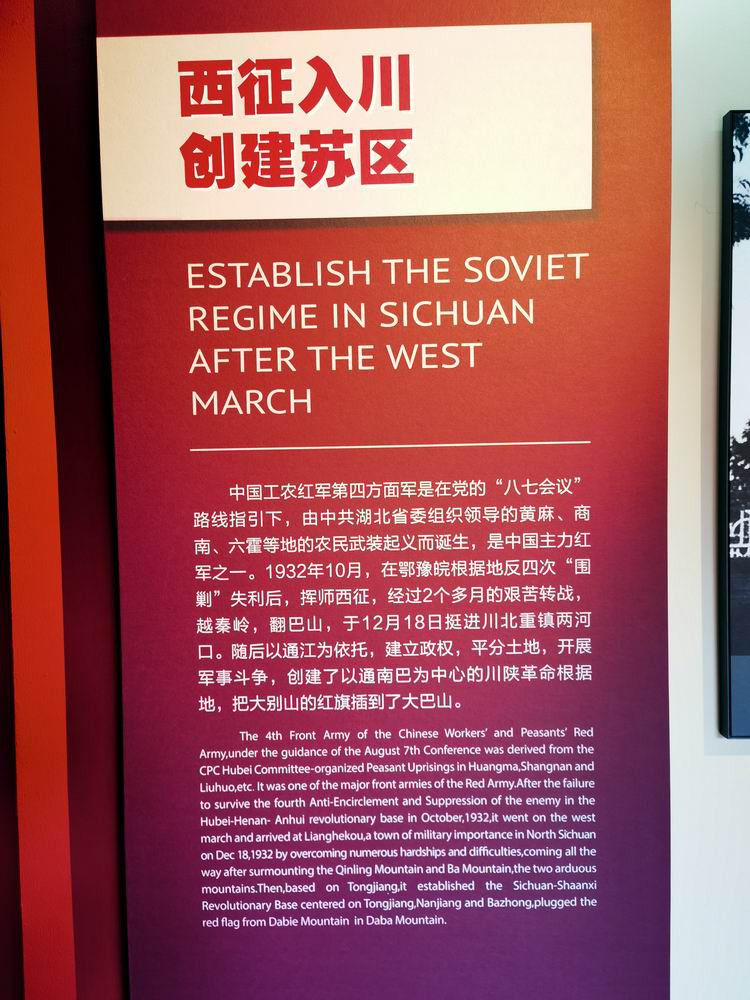 西征入川
创建苏区
ESTABLISH THE SOVIET
REGIME IN SICHUAN
AFTER THE WEST
MARCH
中国工农红军第四方面军是在党的“八七会议”
路线指引下，由中共湖北省委组织领导的黄麻、商
南、六霍等地的农民武装起义而诞生，是中国主力红
军之一。1932年10月，在鄂豫皖根据地反四次“围
剿”失利后，挥师西征，经过2个多月的艰苦转战，
越秦岭，翻巴山，于12月18日挺进川北重镇两河
口。随后以通江为依托，建立政权，平分土地，开展
军事斗争，创建了以通南巴为中心的川陕革命根据
地，把大别山的红旗插到了大巴山。
The 4th Front Army of the Chinese Workers' and Peasants' Red
Army,under the guidance of the August 7th Conference was derived from the
CPC Hubei Committee-organized Peasant Uprisings in Huangma,Shangnan and
Liuhuo,etc. It was one of the major front armies of the Red Army.After the failure
to survive the fourth Anti-Encirclement and Suppression of the enemy in the
Hubei-Henan- Anhui revolutionary base in October,1932,it went on the west
march and arrived at Lianghekou,a town of military importance in North Sichuan
on Dec 18,1932 by overcoming numerous hardships and difficulties,coming all the
way after surmounting the Qinling Mountain and Ba Mountain,the two arduous
mountains.Then,based on Tongjiang,it established the Sichuan-Shaanxi
Revolutionary Base centered on Tongjiang,Nanjiang and Bazhong,plugged the
red flag from Dabie Mountain in Daba Mountain.